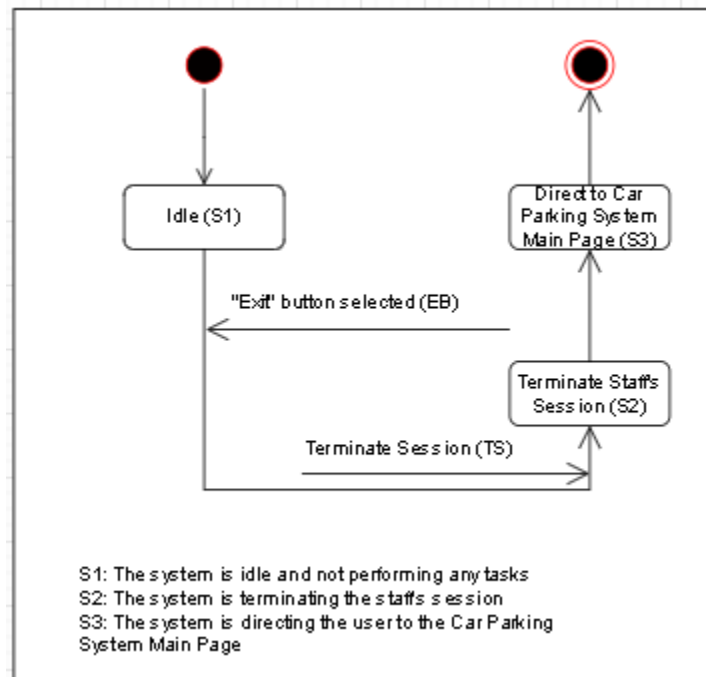 Idle (S1)
Direct to Car
Parking System
Main Page (S3)
"Exit" button selected (EB)
Terminate Staff's
Session (S2)
Terminate Session (TS)
S1: The system is idle and not performing any tasks
S2: The system is terminating the staff's session
S3: The system is directing the user to the Car Parking
System Main Page